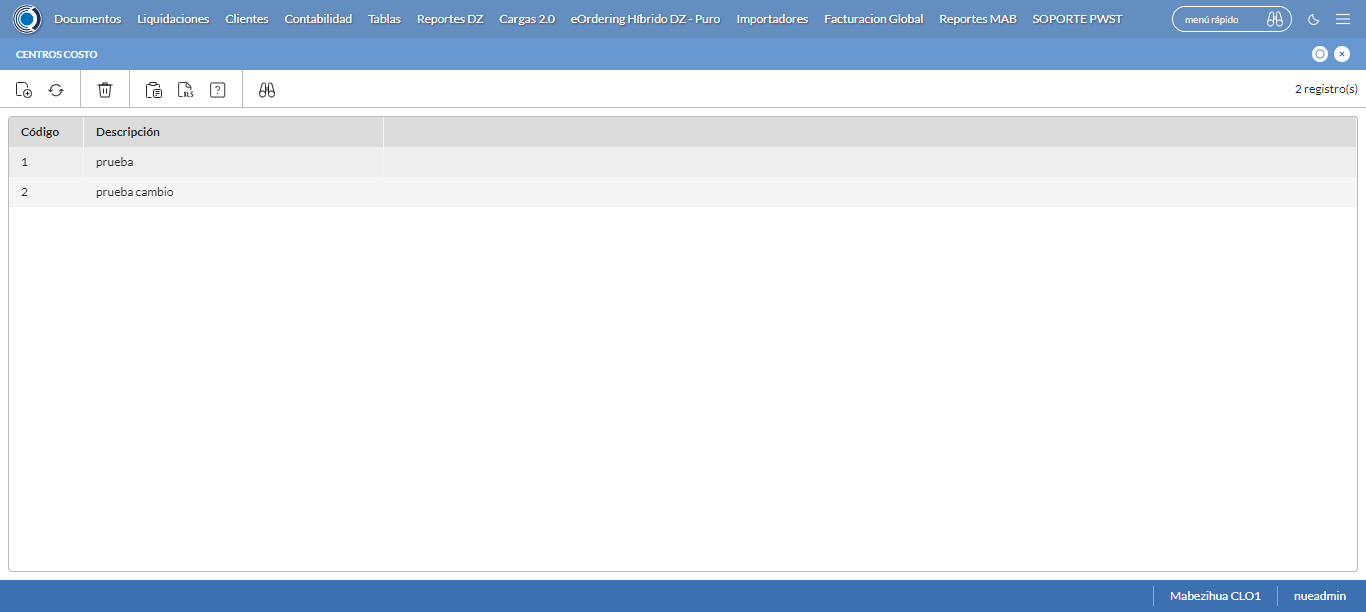 Documentos Liquidaciones Clientes Contabilidad Tablas Reportes DZ Cargas 2.0 eOrdering Híbrido DZ - Puro Importadores Facturacion Global Reportes MAB SOPORTE PWST menú rápido
CENTROS COSTO
XLS ? 2 registro(s)
Código Descripción
1 prueba
2 prueba cambio
Mabezihua CLO1 nueadmin